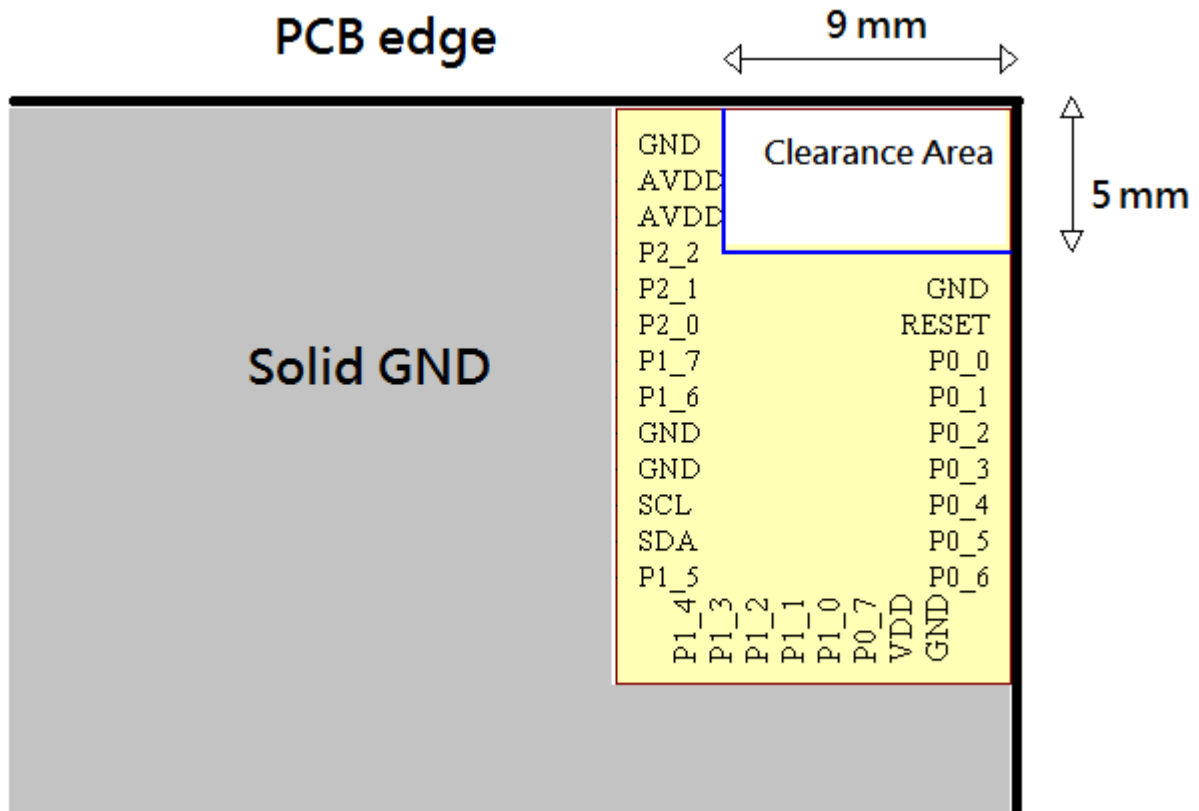 PCB edge
9 mm
5 mm
Clearance Area
Solid GND
GND
AVDD
AVDD
P2_2
P2_1
P2_0
P1_7
P1_6
GND
GND
SCL
SDA
P1_5
P1_4
P1_3
P1_2
P1_1
P1_0
P0_7
VDD
GND
GND
RESET
P0_0
P0_1
P0_2
P0_3
P0_4
P0_5
P0_6